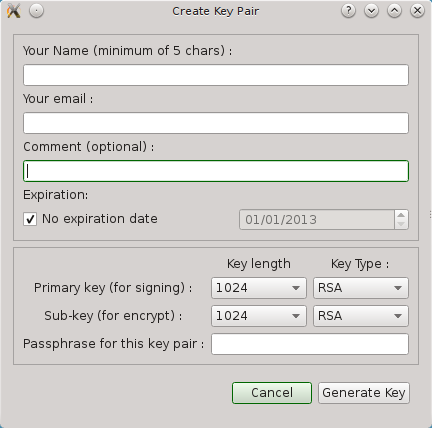 Create Key Pair
Your Name (minimum of 5 chars) :
Your email :
Comment (optional) :
Expiration:
No expiration date 01/01/2013
Key length Key Type :
Primary key (for signing) : 1024 RSA
Sub-key (for encrypt) : 1024 RSA
Passphrase for this key pair :
Cancel Generate Key